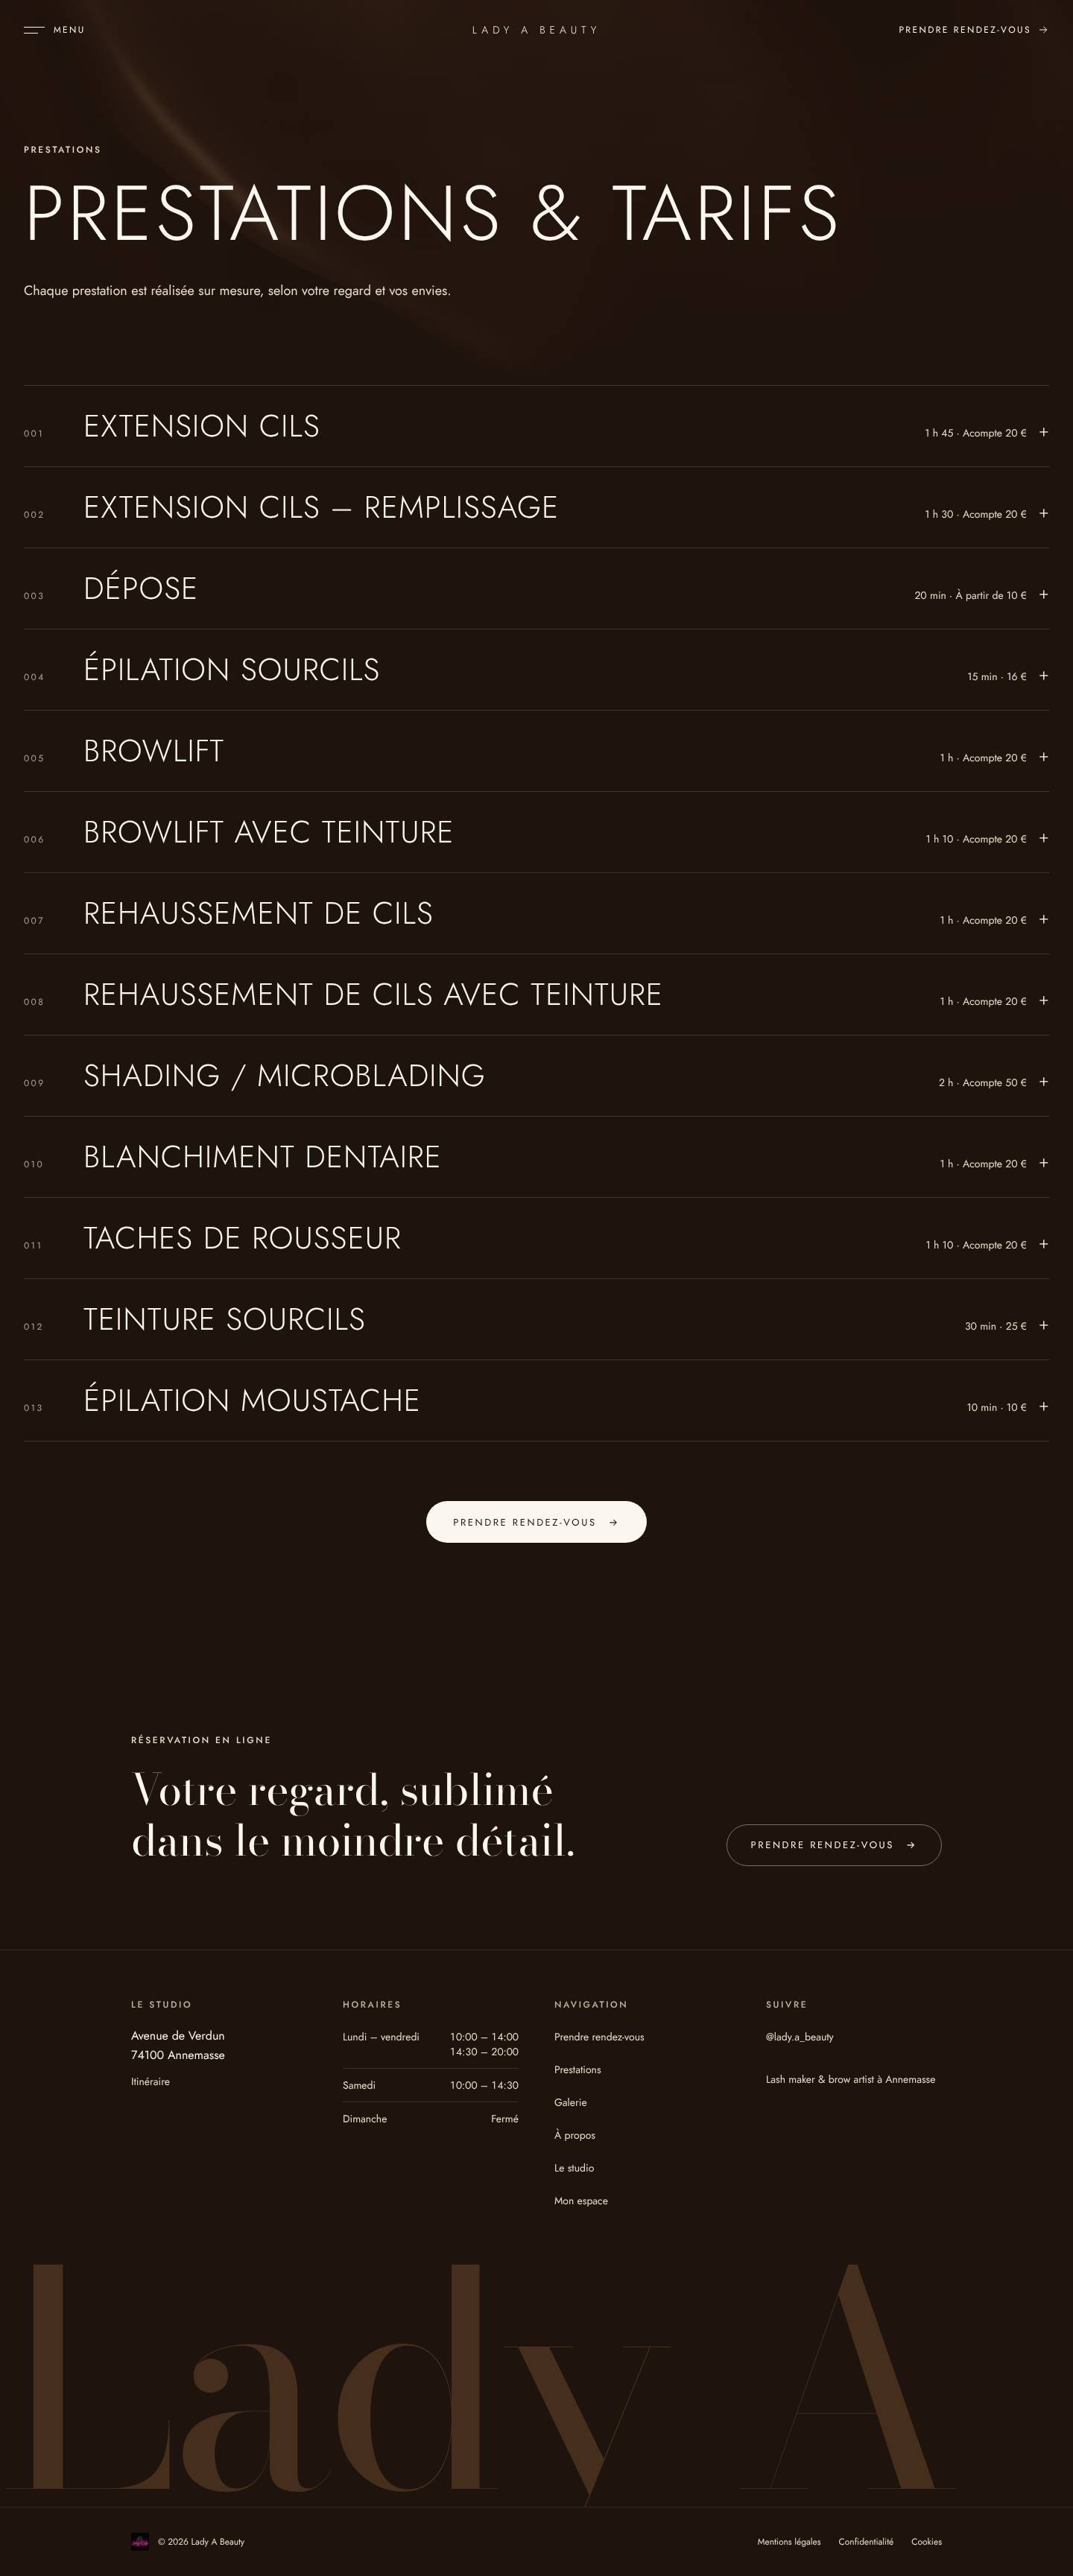 MENU
LADY A BEAUTY
PRENDRE RENDEZ-VOUS →
PRESTATIONS
PRESTATIONS & TARIFS
Chaque prestation est réalisée sur mesure, selon votre regard et vos envies.
001 EXTENSION CILS 1 h 45 · Acompte 20 € +
002 EXTENSION CILS – REMPLISSAGE 1 h 30 · Acompte 20 € +
003 DÉPOSE 20 min · À partir de 10 € +
004 ÉPILATION SOURCILS 15 min · 16 € +
005 BROWLIFT 1 h · Acompte 20 € +
006 BROWLIFT AVEC TEINTURE 1 h 10 · Acompte 20 € +
007 REHAUSSEMENT DE CILS 1 h · Acompte 20 € +
008 REHAUSSEMENT DE CILS AVEC TEINTURE 1 h · Acompte 20 € +
009 SHADING / MICROBLADING 2 h · Acompte 50 € +
010 BLANCHIMENT DENTAIRE 1 h · Acompte 20 € +
011 TACHES DE ROUSSEUR 1 h 10 · Acompte 20 € +
012 TEINTURE SOURCILS 30 min · 25 € +
013 ÉPILATION MOUSTACHE 10 min · 10 € +
PRENDRE RENDEZ-VOUS →
RÉSERVATION EN LIGNE
Votre regard, sublimé
dans le moindre détail.
PRENDRE RENDEZ-VOUS →
LE STUDIO
Avenue de Verdun
74100 Annemasse
Itinéraire
HORAIRES
Lundi – vendredi 10:00 – 14:00
14:30 – 20:00
Samedi 10:00 – 14:30
Dimanche Fermé
NAVIGATION
Prendre rendez-vous
Prestations
Galerie
À propos
Le studio
Mon espace
SUIVRE
@lady.a_beauty
Lash maker & brow artist à Annemasse
Lady A
© 2026 Lady A Beauty
Mentions légales Confidentialité Cookies